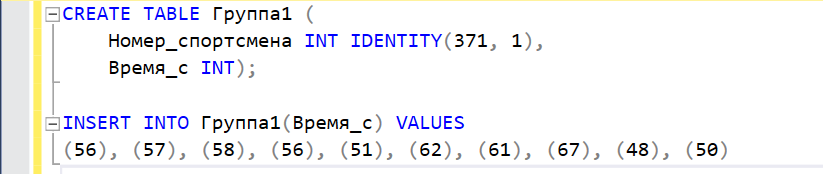 CREATE TABLE Группа1 (
Номер_спортсмена INT IDENTITY(371, 1),
Время_с INT);
INSERT INTO Группа1(Время_с) VALUES
(56), (57), (58), (56), (51), (62), (61), (67), (48), (50)